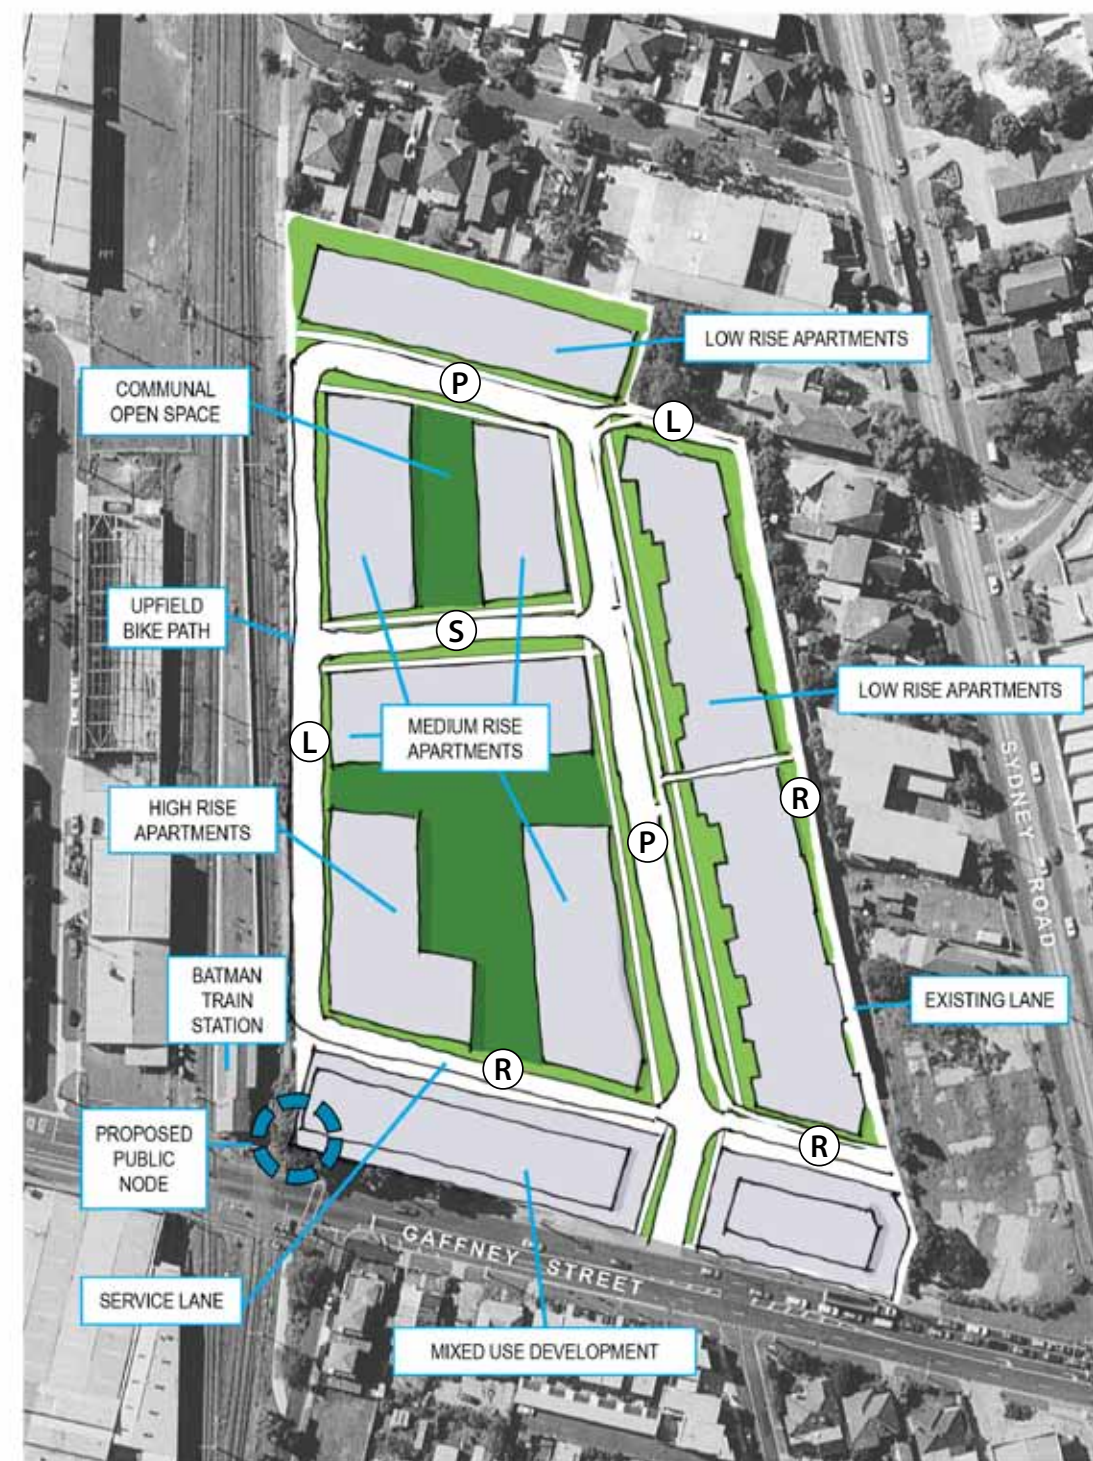 LOW RISE APARTMENTS
P
COMMUNAL
OPEN SPACE
L
UPFIELD
BIKE PATH
S
LOW RISE APARTMENTS
MEDIUM RISE
APARTMENTS
L
HIGH RISE
APARTMENTS
R
P
SYDNEY ROAD
BATMAN
TRAIN
STATION
EXISTING LANE
R
PROPOSED
PUBLIC
NODE
R
GAFFNEY STREET
SERVICE LANE
MIXED USE DEVELOPMENT